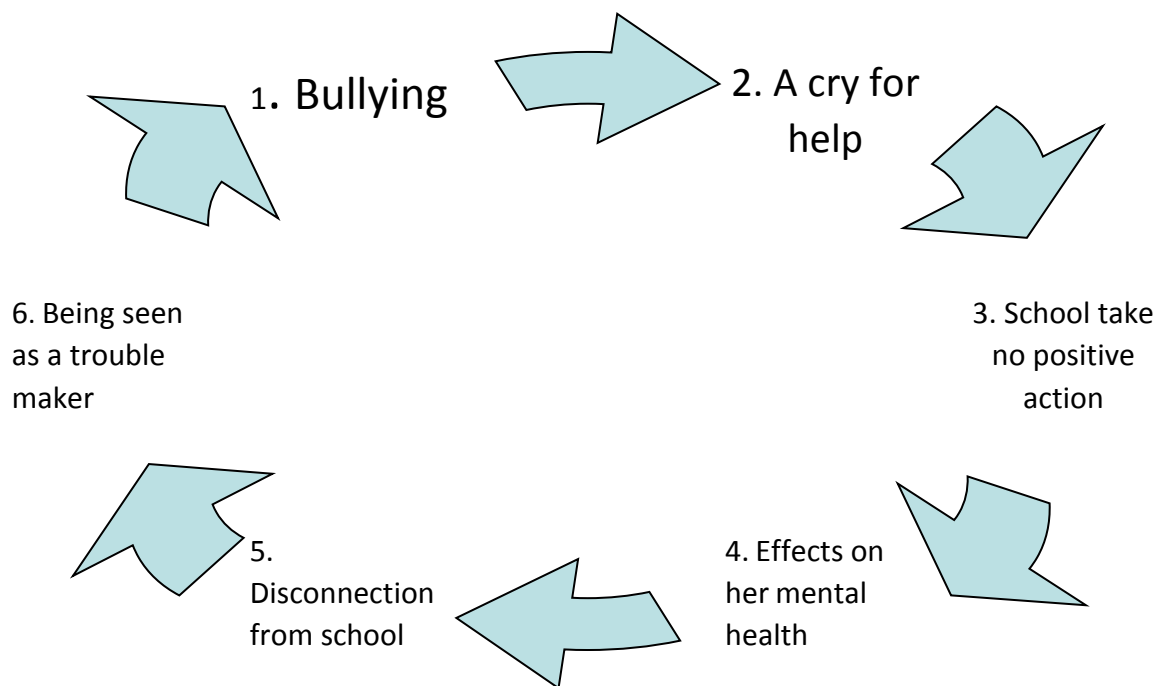 1. Bullying
2. A cry for
help
3. School take
no positive
action
4. Effects on
her mental
health
5.
Disconnection
from school
6. Being seen
as a trouble
maker